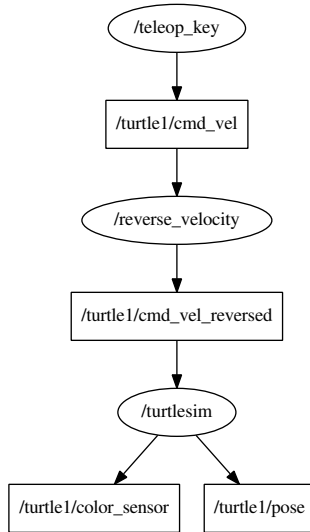 /teleop_key
/turtle1/cmd_vel
/reverse_velocity
/turtle1/cmd_vel_reversed
/turtlesim
/turtle1/color_sensor
/turtle1/pose